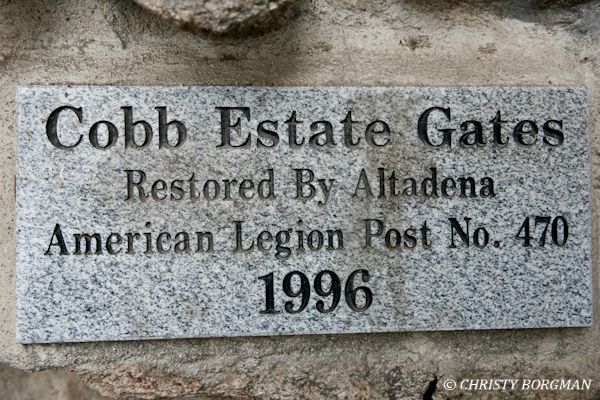 Cobb Estate Gates
Restored By Altadena
American Legion Post No. 470
1996
© CHRISTY BORGMAN